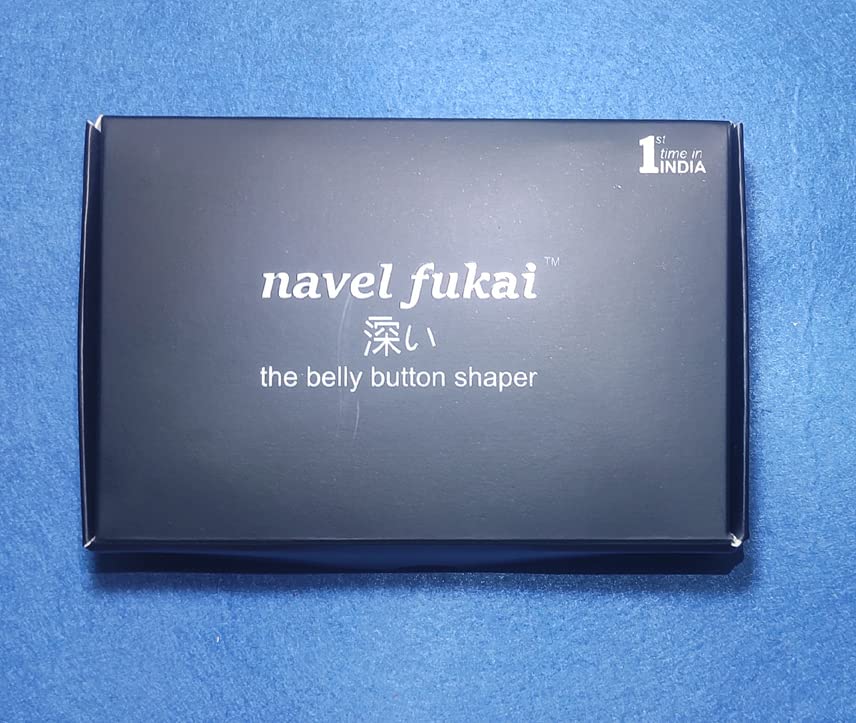 1st
time in
INDIA
navel fukai™
深い
the belly button shaper